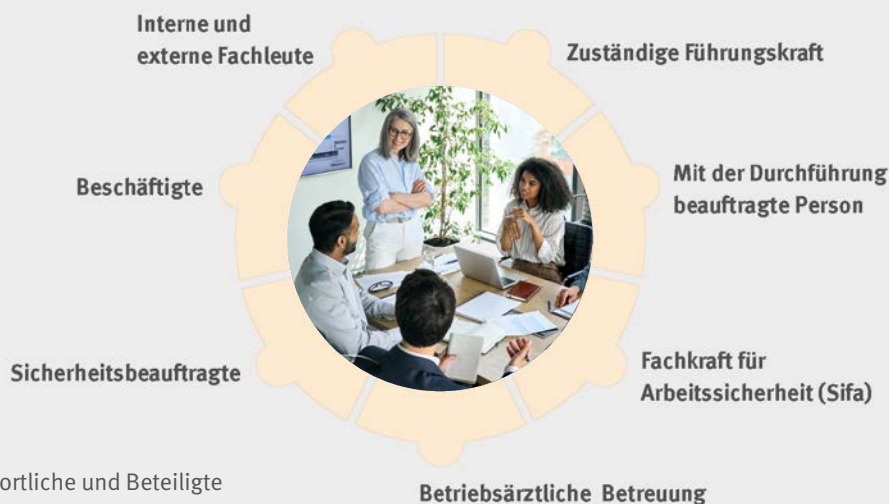 Interne und
externe Fachleute
Zuständige Führungskraft
Mit der Durchführung
beauftragte Person
Fachkraft für
Arbeitssicherheit (Sifa)
Betriebsärztliche Betreuung
Sicherheitsbeauftragte
Beschäftigte
ortliche und Beteiligte